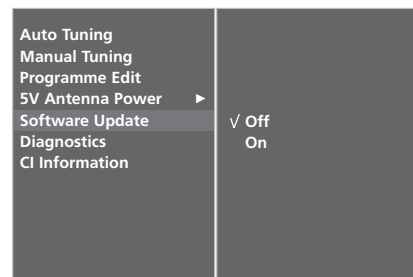 Auto Tuning
Manual Tuning
Programme Edit
5V Antenna Power ►
Software Update
Diagnostics
CI Information
√ Off
On